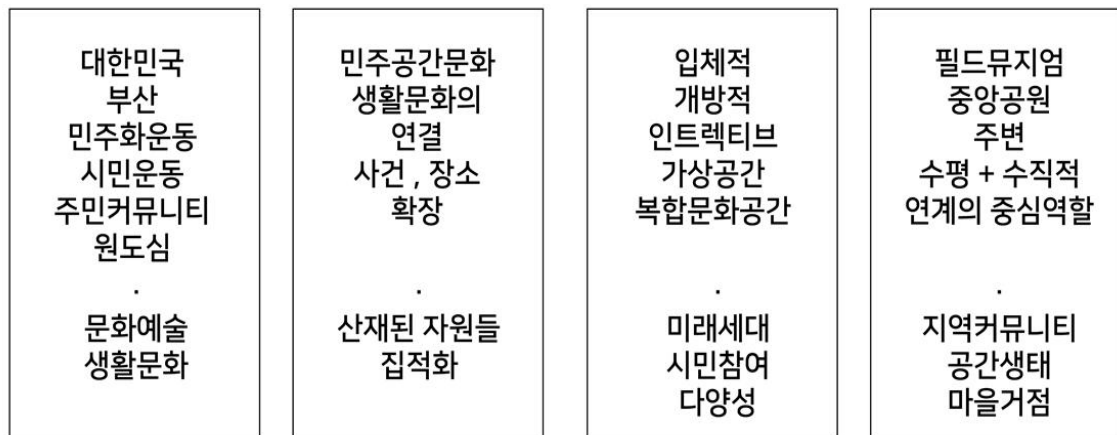 대한민국
부산
민주화운동
시민운동
주민커뮤니티
원도심
.
문화예술
생활문화
민주공간문화
생활문화의
연결
사건 , 장소
확장
.
산재된 자원들
집적화
입체적
개방적
인트렉티브
가상공간
복합문화공간
.
미래세대
시민참여
다양성
필드뮤지엄
중앙공원
주변
수평 + 수직적
연계의 중심역할
.
지역커뮤니티
공간생태
마을거점